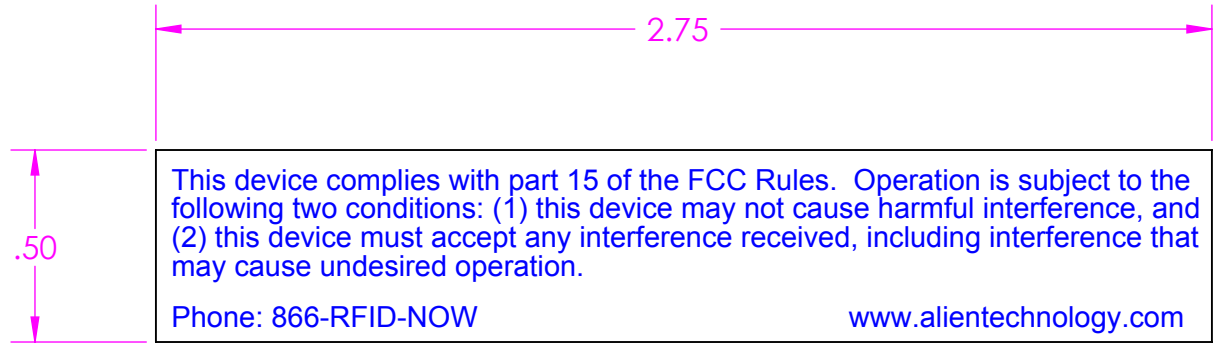 2.75
.50
This device complies with part 15 of the FCC Rules.  Operation is subject to the
following two conditions: (1) this device may not cause harmful interference, and
(2) this device must accept any interference received, including interference that
may cause undesired operation.
Phone: 866-RFID-NOW www.alientechnology.com